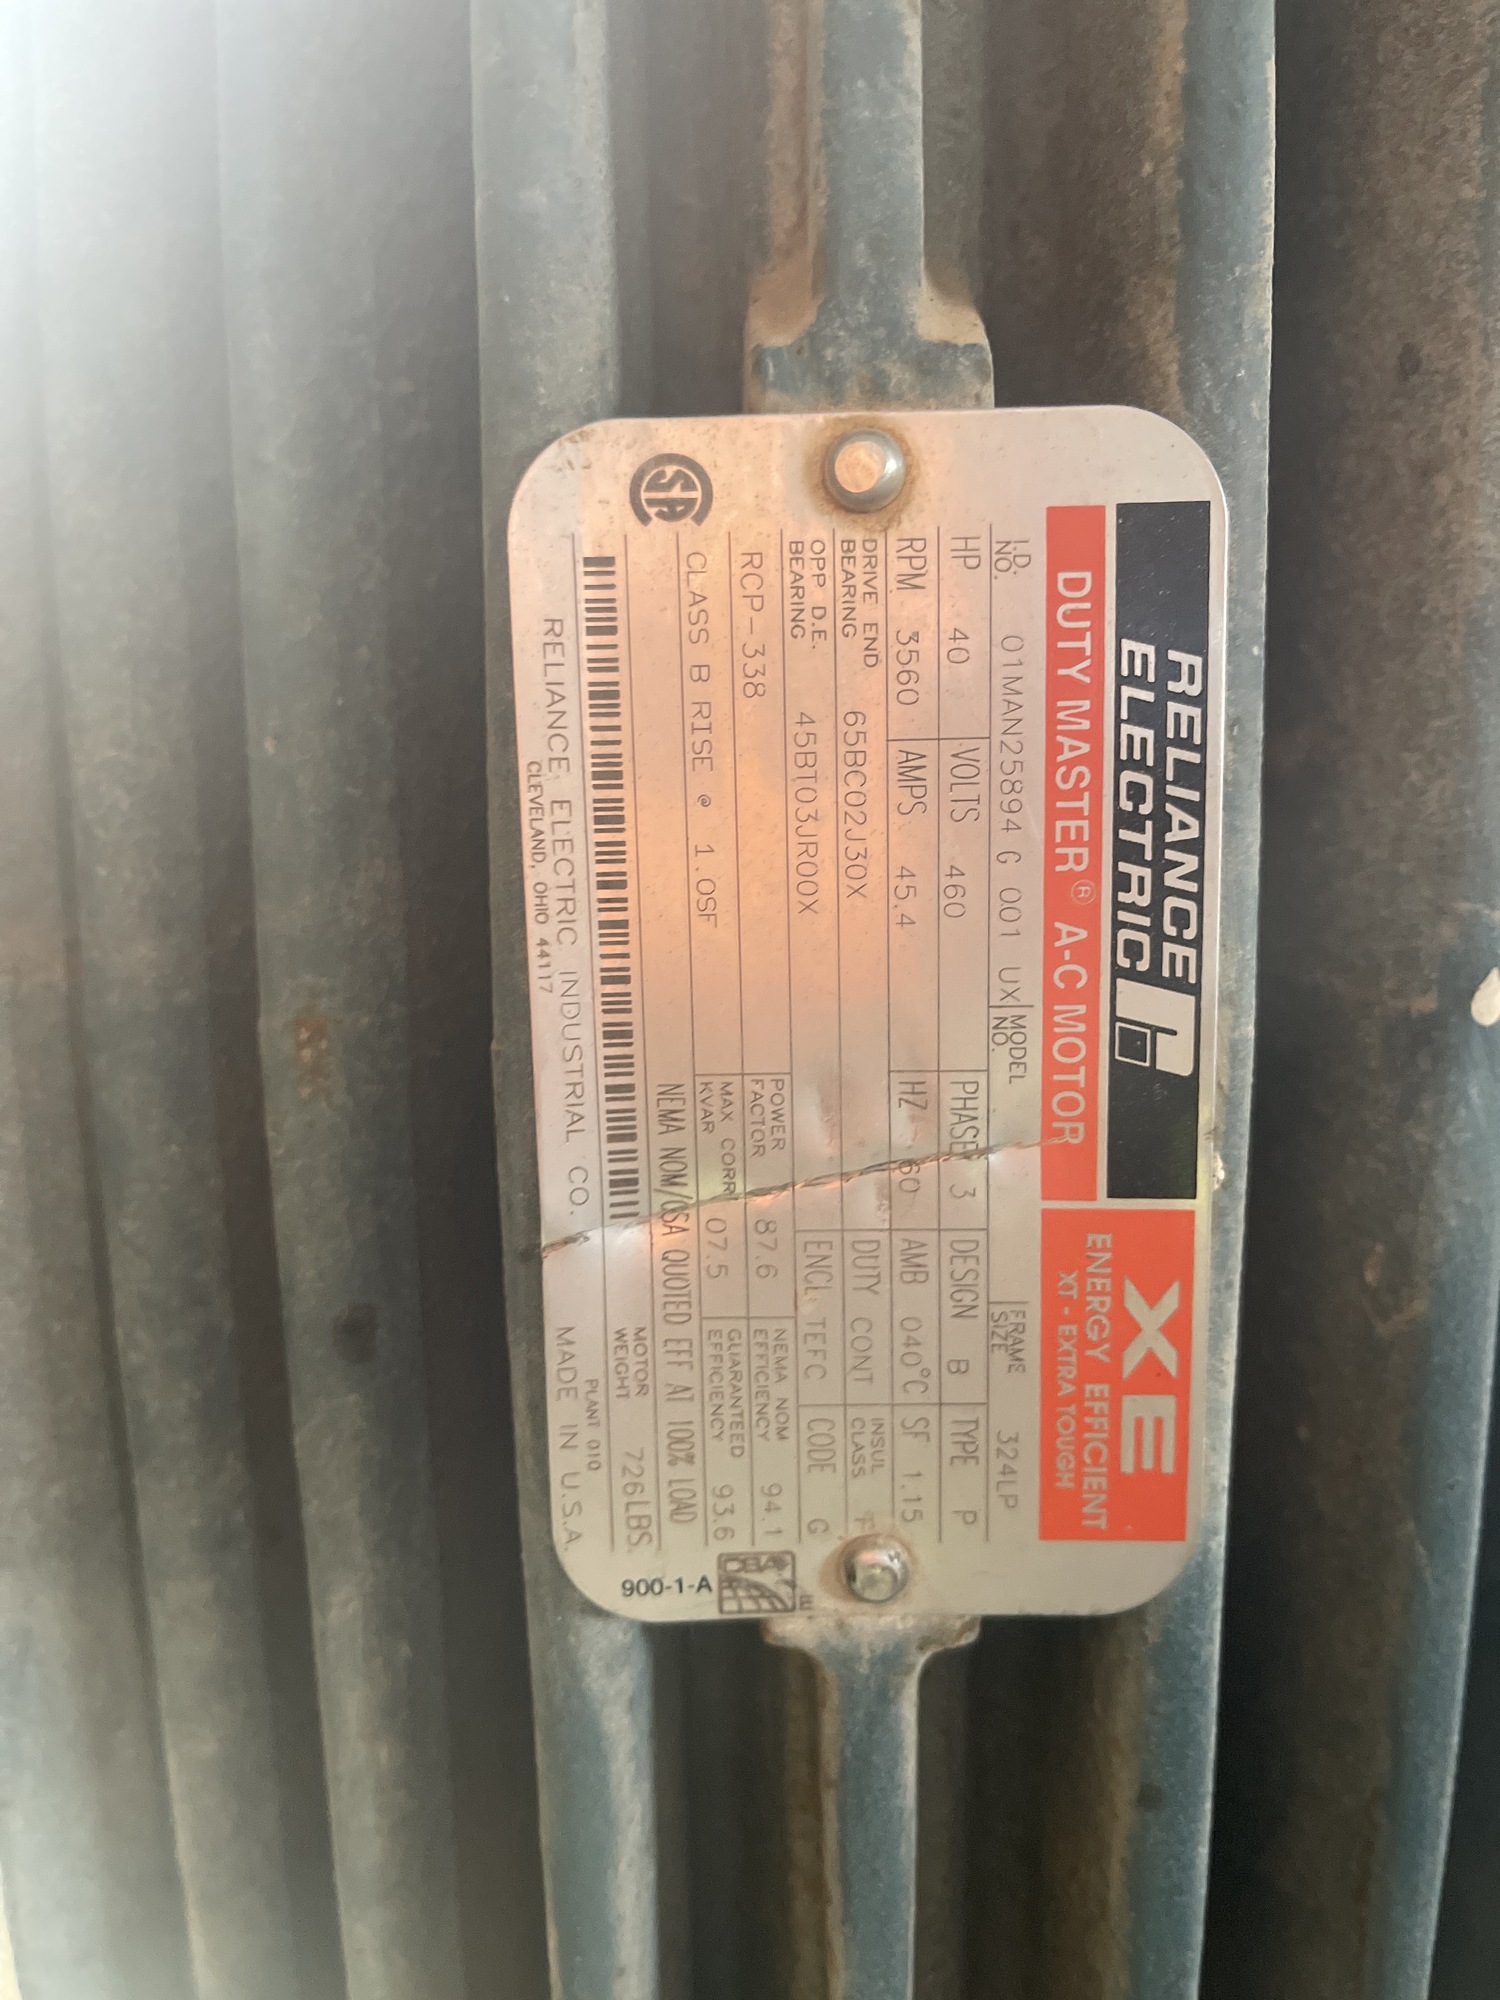 RELIANCE
ELECTRIC
XE
DUTY MASTER® A-C MOTOR
ENERGY EFFICIENT
XT - EXTRA TOUGH
I.D. NO. 01MAN25894 G 001 UX MODEL NO. FRAME SIZE 324LP
HP 40 VOLTS 460 PHASE 3 DESIGN B TYPE P
RPM 3560 AMPS 45.4 HZ 60 AMB 040°C SF 1.15
DRIVE END BEARING 65BC02J30X DUTY CONT INSUL CLASS F
OPP D.E. BEARING 45BT03JR00X ENCL TEFC CODE G
RCP-338 POWER FACTOR 87.6 NEMA NOM EFFICIENCY 94.1
CLASS B RISE @ 1.0SF MAX CORR KVAR 07.5 GUARANTEED EFFICIENCY 93.6
NEMA NOM/CSA QUOTED EFF AT 100% LOAD
MOTOR WEIGHT 726LBS.
900-1-A
PLANT 010
RELIANCE ELECTRIC INDUSTRIAL CO. MADE IN U.S.A.
CLEVELAND, OHIO 44117